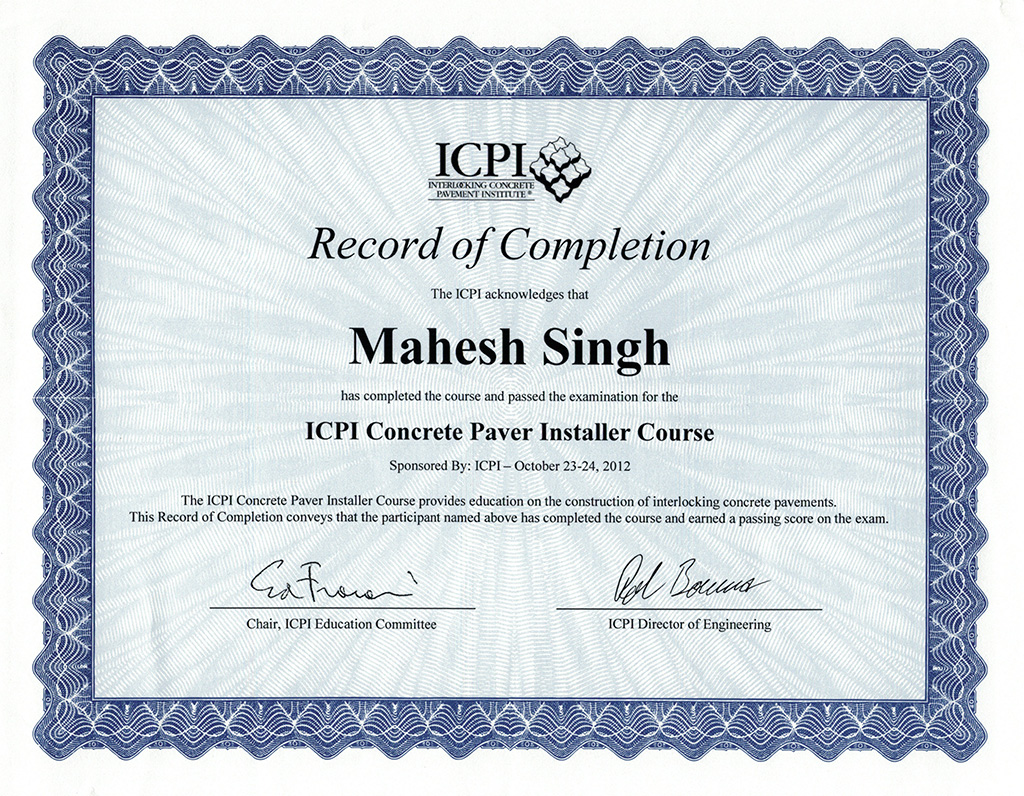 ICPI
INTERLOCKING CONCRETE
PAVEMENT INSTITUTE®
Record of Completion
The ICPI acknowledges that
Mahesh Singh
has completed the course and passed the examination for the
ICPI Concrete Paver Installer Course
Sponsored By: ICPI – October 23-24, 2012
The ICPI Concrete Paver Installer Course provides education on the construction of interlocking concrete pavements.
This Record of Completion conveys that the participant named above has completed the course and earned a passing score on the exam.
Chair, ICPI Education Committee
ICPI Director of Engineering